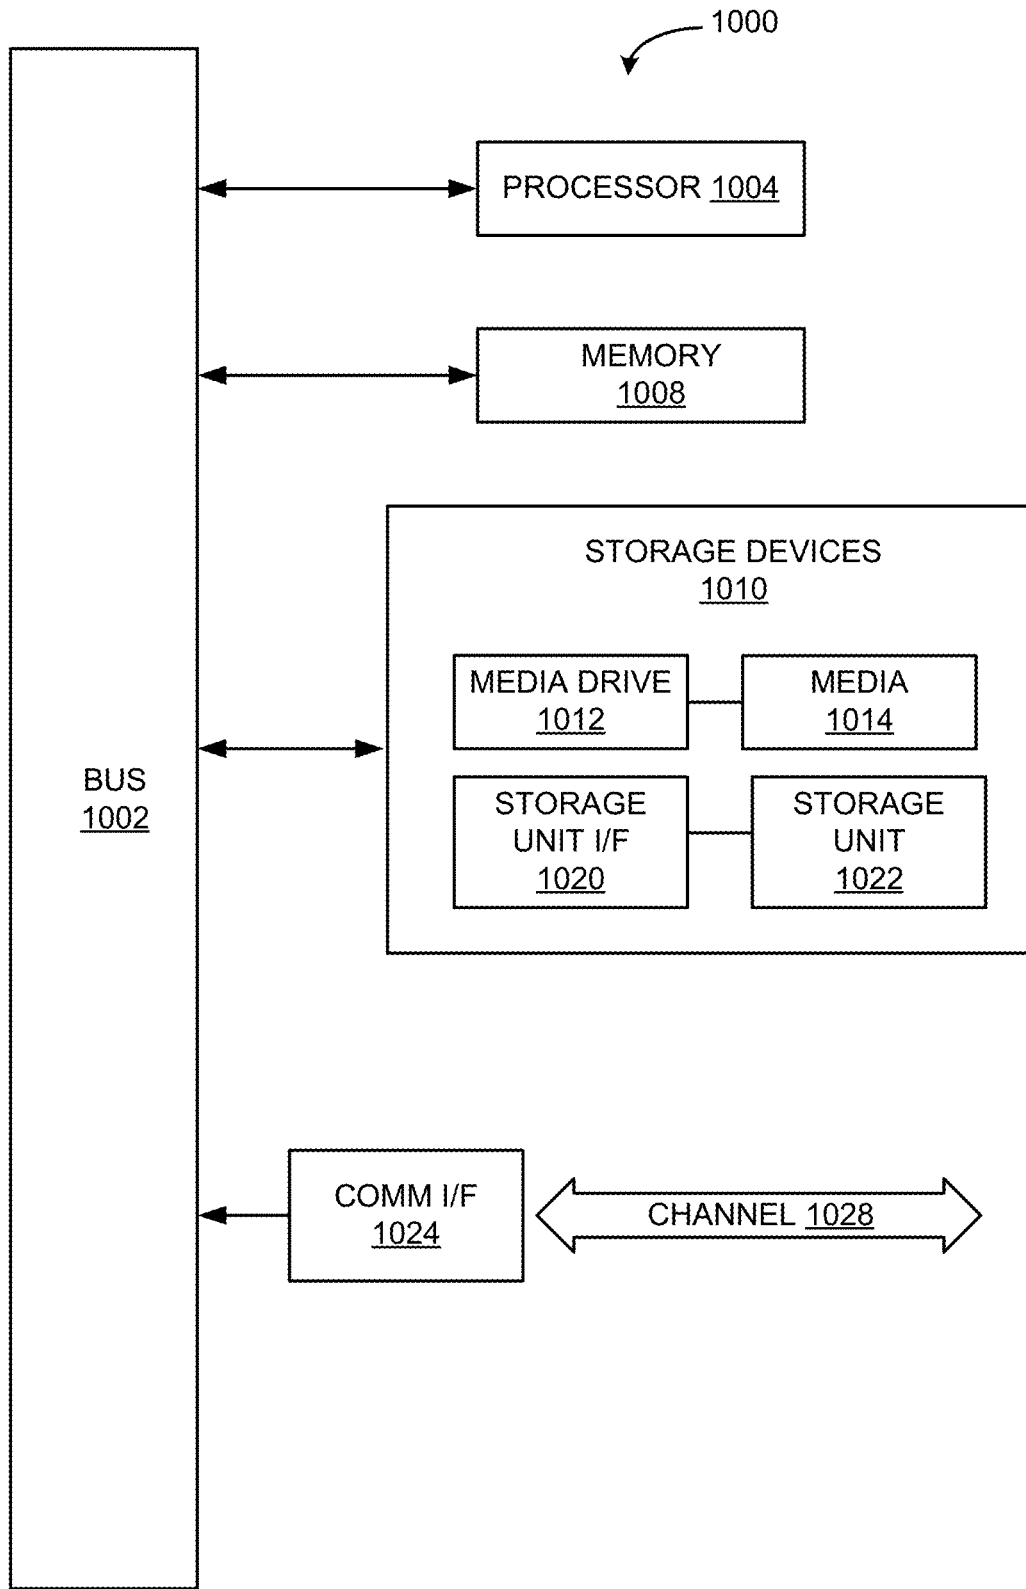 1000
PROCESSOR 1004
MEMORY
1008
STORAGE DEVICES
1010
MEDIA DRIVE
1012
MEDIA
1014
BUS
1002
STORAGE
UNIT I/F
1020
STORAGE
UNIT
1022
COMM I/F
1024
CHANNEL 1028